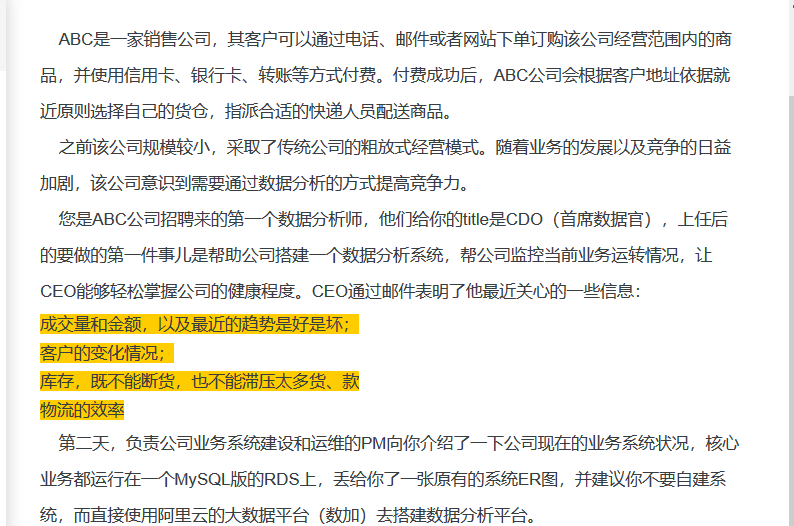 ABC是一家销售公司，其客户可以通过电话、邮件或者网站下单订购该公司经营范围内的商
品，并使用信用卡、银行卡、转账等方式付费。付费成功后，ABC公司会根据客户地址依据就
近原则选择自己的货仓，指派合适的快递人员配送商品。
之前该公司规模较小，采取了传统公司的粗放式经营模式。随着业务的发展以及竞争的日益
加剧，该公司意识到需要通过数据分析的方式提高竞争力。
您是ABC公司招聘来的第一个数据分析师，他们给你的title是CDO（首席数据官），上任后
的要做的第一件事儿是帮助公司搭建一个数据分析系统，帮公司监控当前业务运转情况，让
CEO能够轻松掌握公司的健康程度。CEO通过邮件表明了他最近关心的一些信息：
成交量和金额，以及最近的趋势是好是坏；
客户的变化情况；
库存，既不能断货，也不能滞压太多货、款
物流的效率
第二天，负责公司业务系统建设和运维的PM向你介绍了一下公司现在的业务系统状况，核心
业务都运行在一个MySQL版的RDS上，丢给你了一张原有的系统ER图，并建议你不要自建系
统，而直接使用阿里云的大数据平台（数加）去搭建数据分析平台。